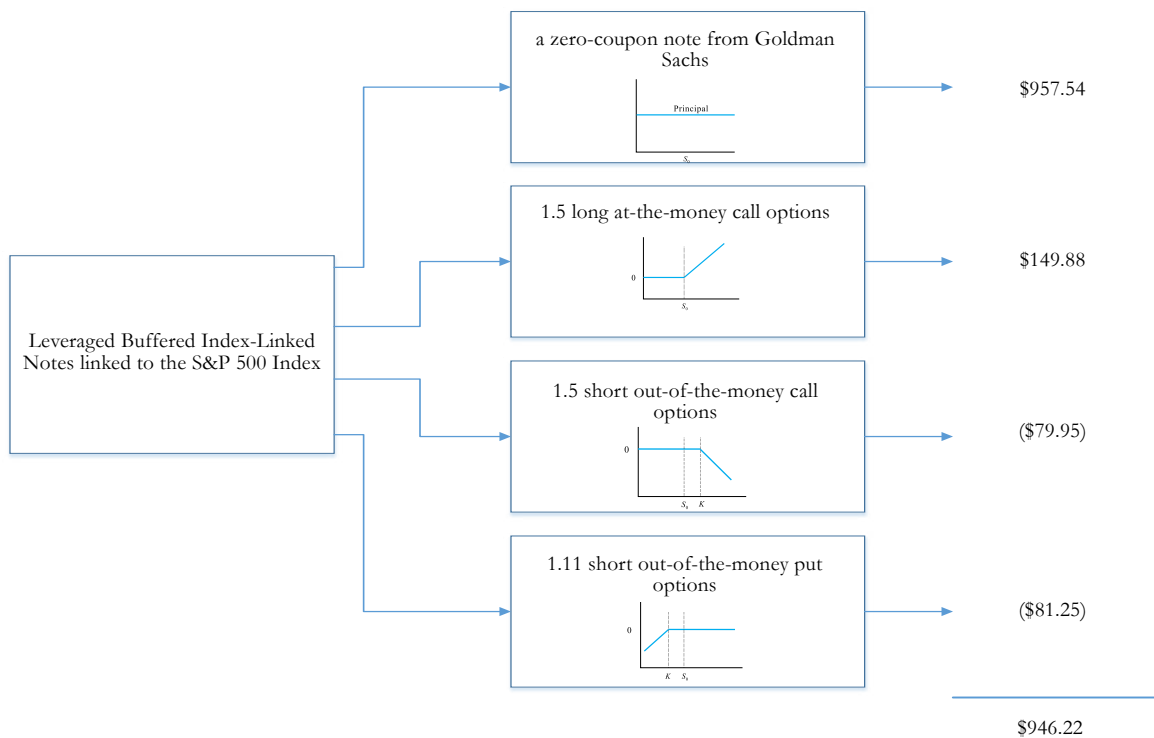 a zero-coupon note from Goldman
Sachs
Principal
S₀
$957.54
1.5 long at-the-money call options
0
S₀
$149.88
Leveraged Buffered Index-Linked
Notes linked to the S&P 500 Index
1.5 short out-of-the-money call
options
0
S₀ K
($79.95)
1.11 short out-of-the-money put
options
0
K S₀
($81.25)
$946.22